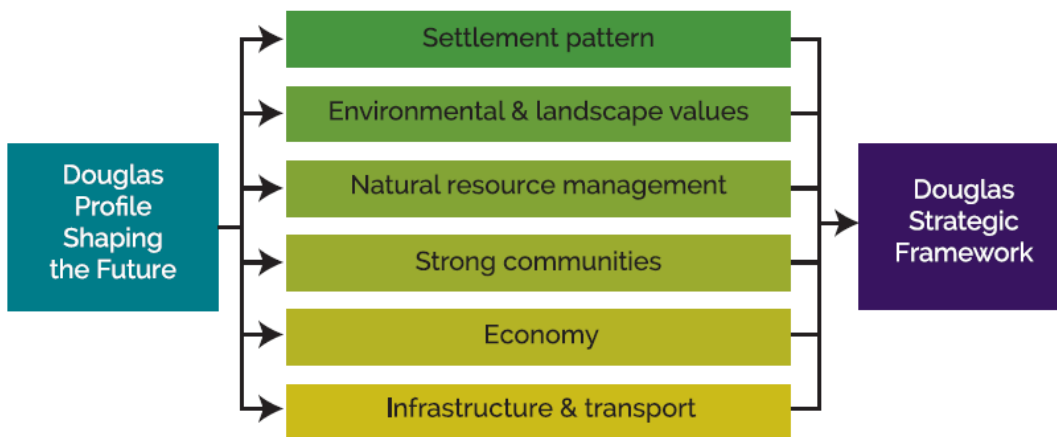 Douglas
Profile
Shaping
the Future
Settlement pattern
Environmental & landscape values
Natural resource management
Strong communities
Economy
Infrastructure & transport
Douglas
Strategic
Framework